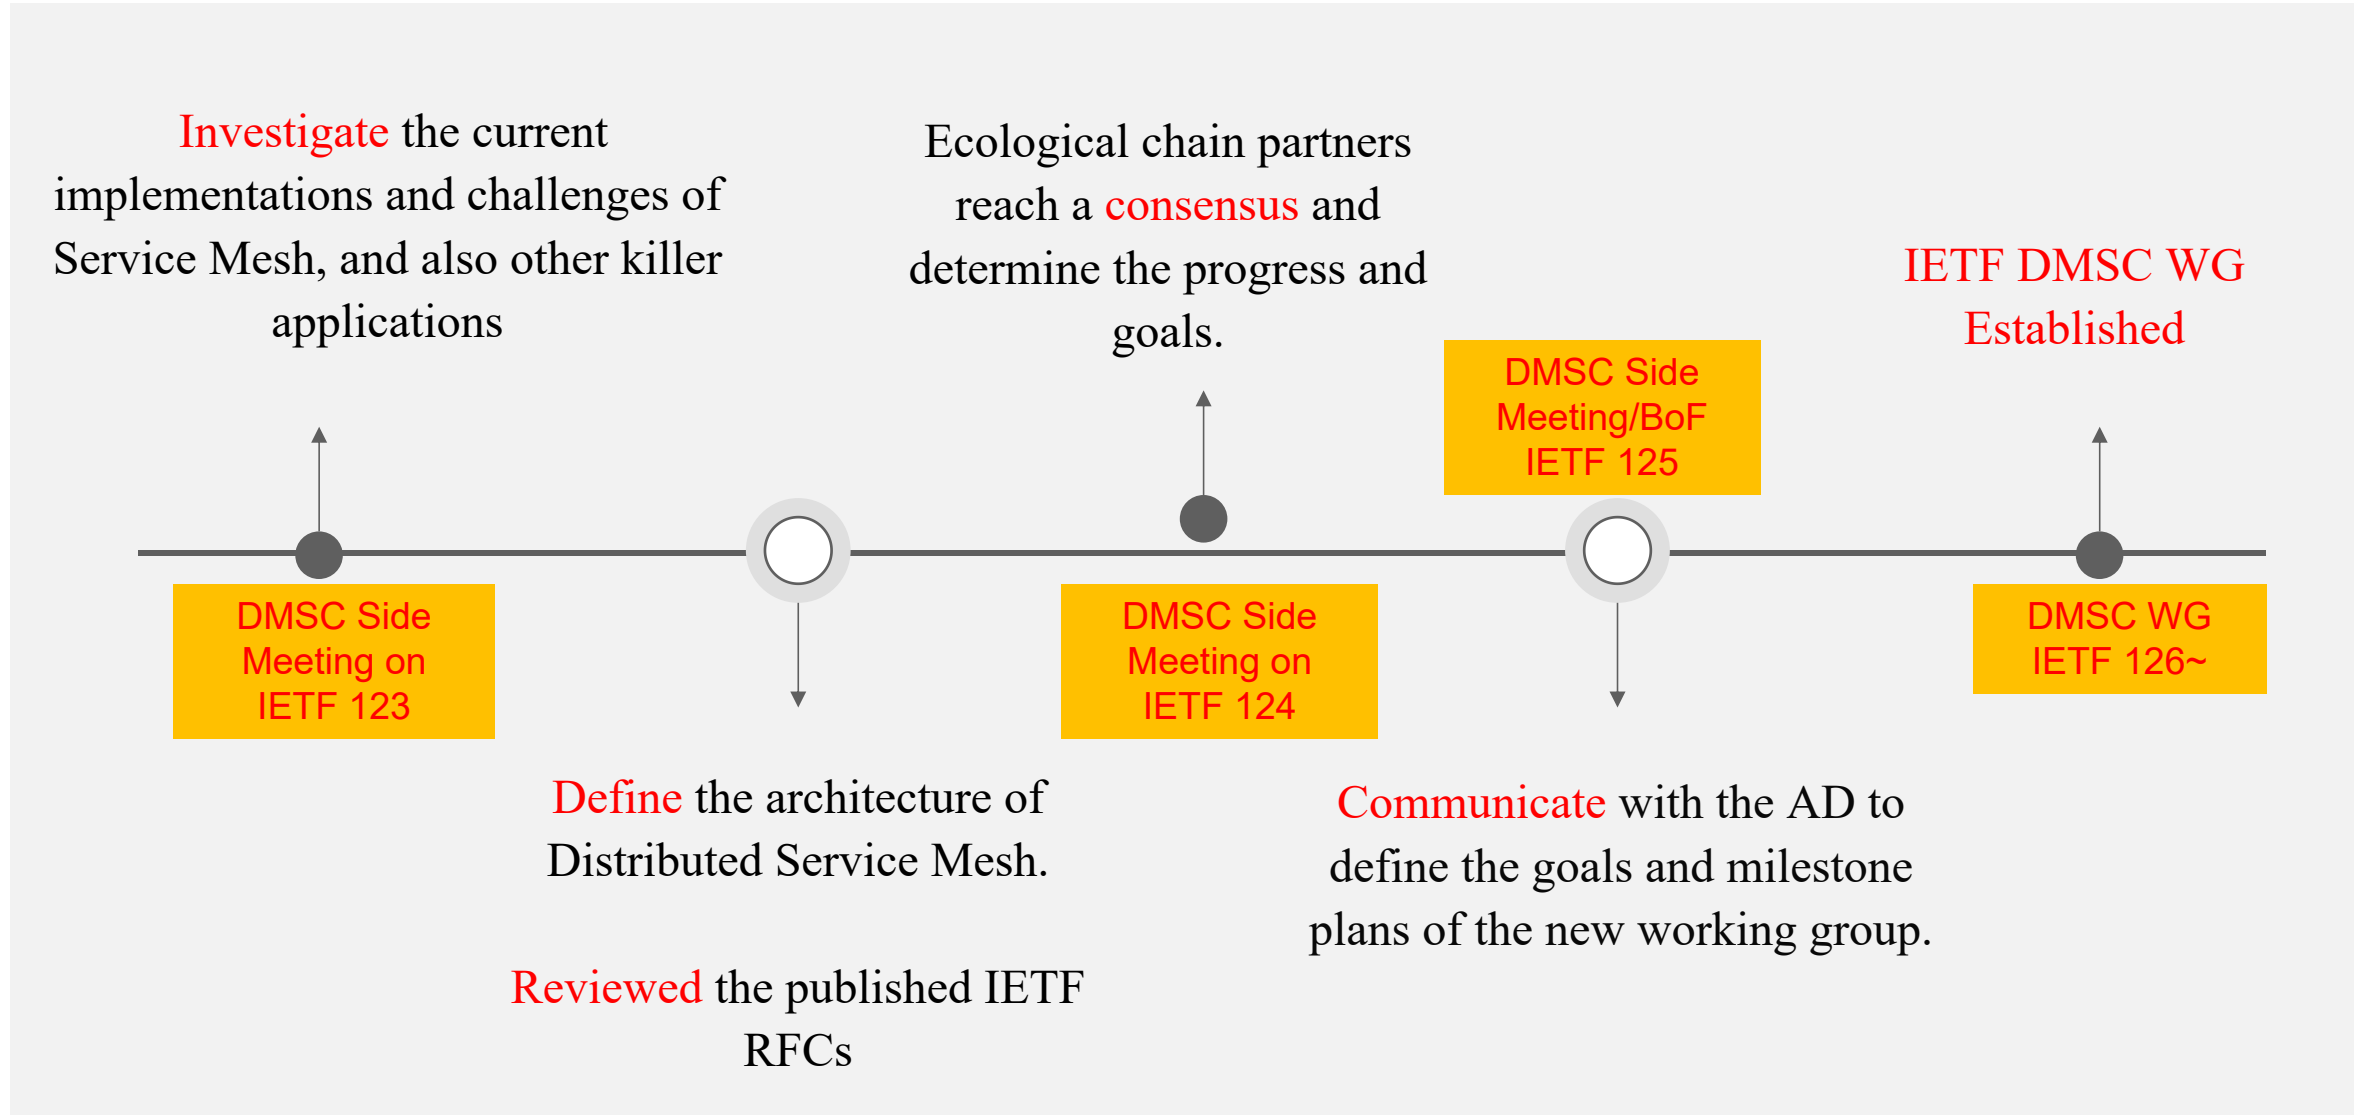 Investigate the current
implementations and challenges of
Service Mesh, and also other killer
applications
DMSC Side
Meeting on
IETF 123
Define the architecture of
Distributed Service Mesh.
Reviewed the published IETF
RFCs
Ecological chain partners
reach a consensus and
determine the progress and
goals.
DMSC Side
Meeting on
IETF 124
DMSC Side
Meeting/BoF
IETF 125
Communicate with the AD to
define the goals and milestone
plans of the new working group.
IETF DMSC WG
Established
DMSC WG
IETF 126~